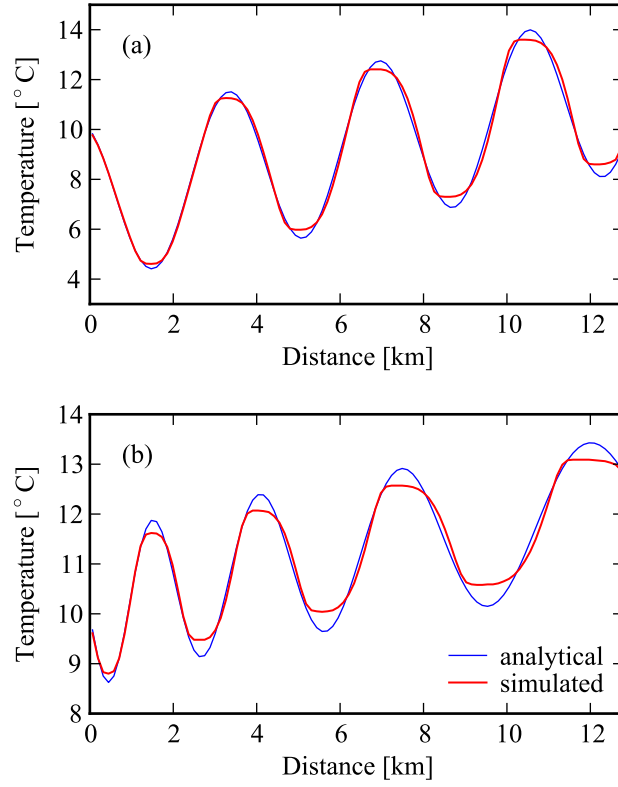 (a)
Temperature [°C]
14
12
10
8
6
4
0 2 4 6 8 10 12
Distance [km]
(b)
Temperature [°C]
14
13
12
11
10
9
8
analytical
simulated
0 2 4 6 8 10 12
Distance [km]